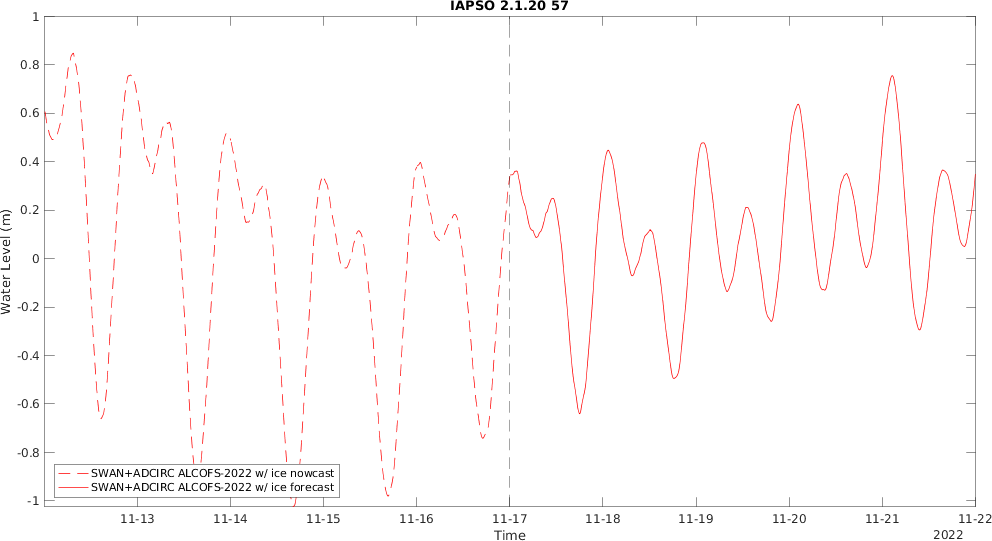 IAPSO 2.1.20 57
1
0.8
0.6
0.4
0.2
0
-0.2
-0.4
-0.6
-0.8
-1
Water Level (m)
SWAN+ADCIRC ALCOFS-2022 w/ ice nowcast
SWAN+ADCIRC ALCOFS-2022 w/ ice forecast
11-13 11-14 11-15 11-16 11-17 11-18 11-19 11-20 11-21 11-22
Time
2022